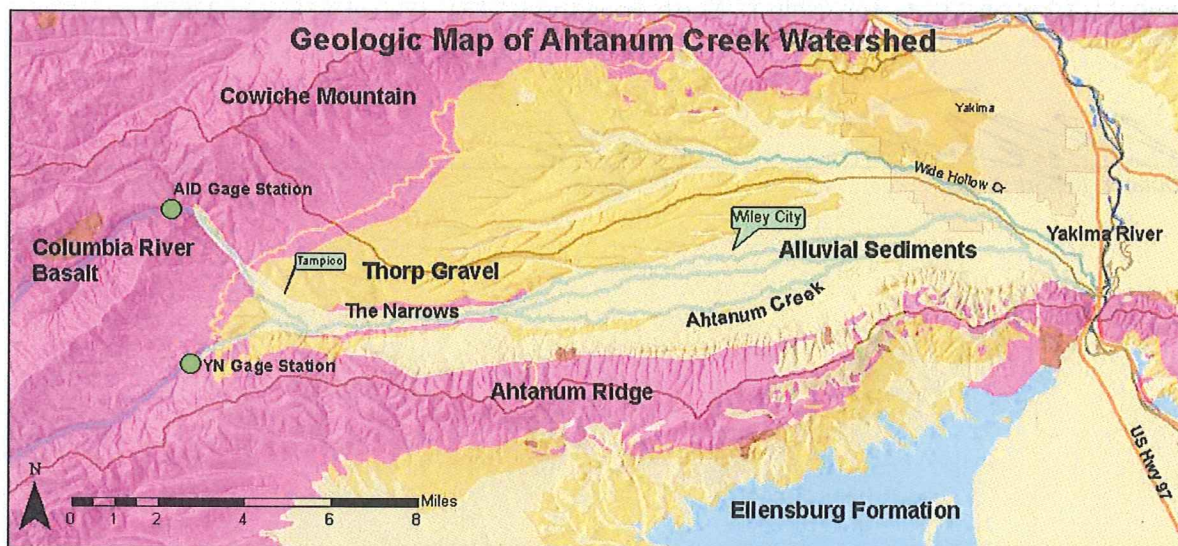 Geologic Map of Ahtanum Creek Watershed
Cowiche Mountain
Yakima
AID Gage Station
Wide Hollow Cr
Wiley City
Columbia River
Basalt
Yakima River
Tampico
Thorp Gravel
Alluvial Sediments
The Narrows
Ahtanum Creek
YN Gage Station
Ahtanum Ridge
US Hwy 97
N
Miles
0 1 2 4 6 8
Ellensburg Formation